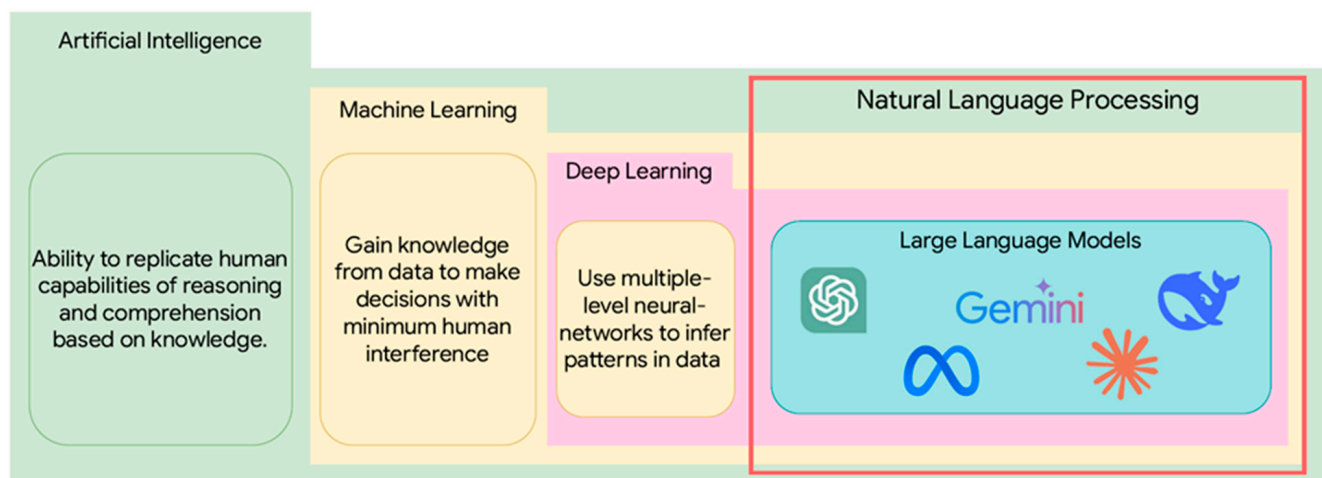 Artificial Intelligence
Machine Learning
Natural Language Processing
Deep Learning
Ability to replicate human
capabilities of reasoning
and comprehension
based on knowledge.
Gain knowledge
from data to make
decisions with
minimum human
interference
Use multiple-
level neural-
networks to infer
patterns in data
Large Language Models
Gemini